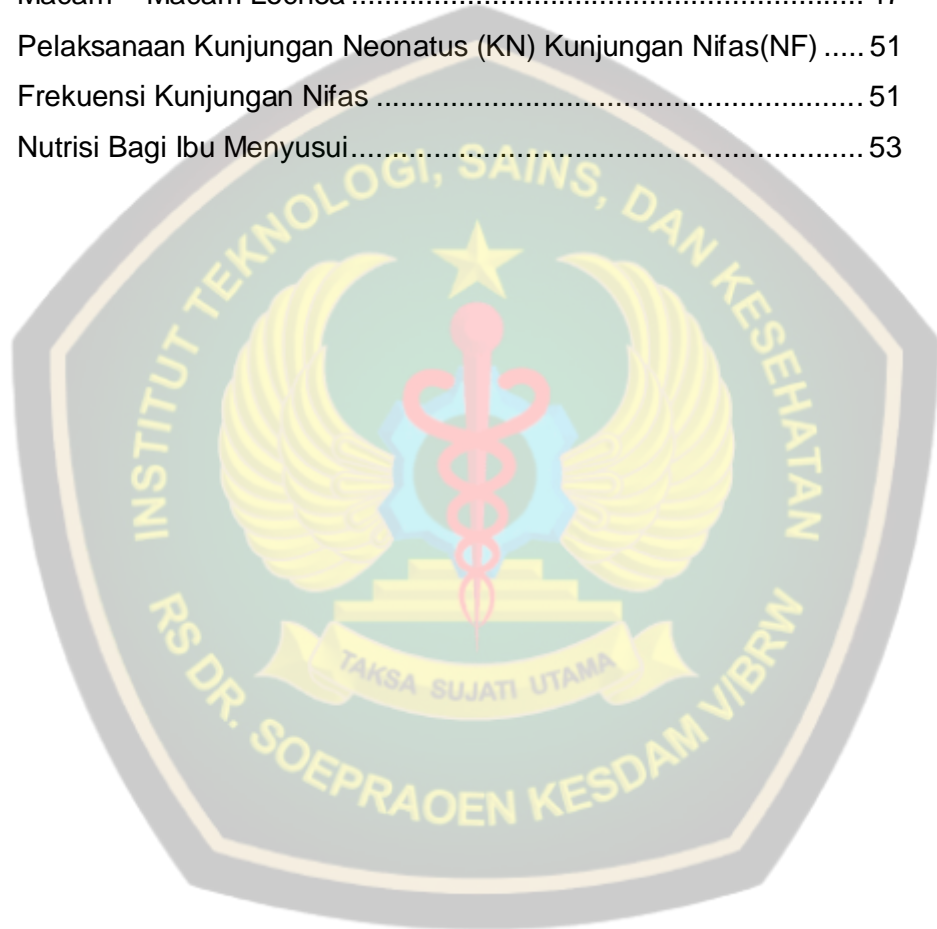 Pelaksanaan Kunjungan Neonatus (KN) Kunjungan Nifas(NF) ..... 51
Frekuensi Kunjungan Nifas ........................................................... 51
Nutrisi Bagi Ibu Menyusui.............................................................. 53
INSTITUT TEKNOLOGI, SAINS, DAN KESEHATAN
TAKSA SUJATI UTAMA
RS DR. SOEPRAOEN KESDAM V/BRW